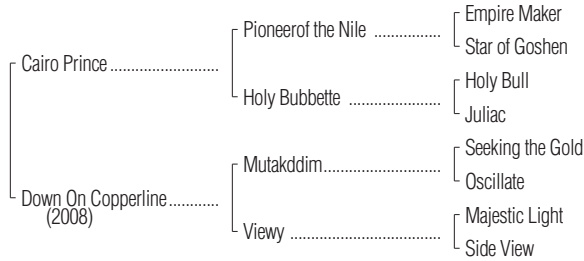 Empire Maker
Pioneerof the Nile ..................
Star of Goshen
Cairo Prince .............................
Holy Bull
Holy Bubbette .........................
Juliac
Seeking the Gold
Mutakddim...............................
Oscillate
Down On Copperline.............
(2008)
Majestic Light
Viewy ........................................
Side View